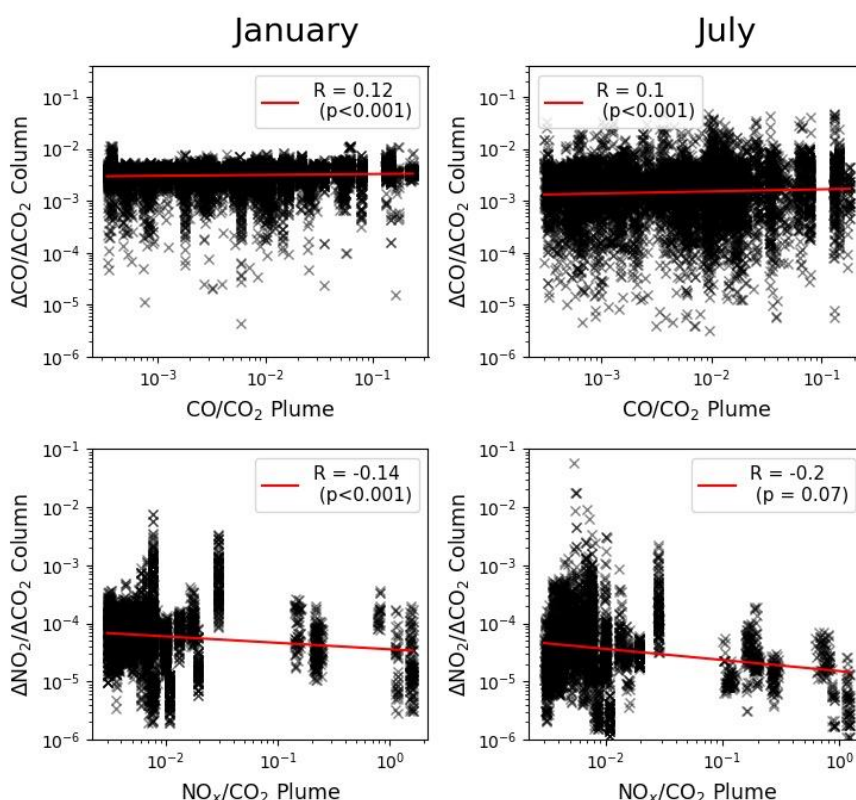 January
July
R = 0.12
(p<0.001)
10⁻¹
10⁻²
10⁻³
10⁻⁴
10⁻⁵
10⁻⁶
ΔCO/ΔCO₂ Column
10⁻³
10⁻²
10⁻¹
CO/CO₂ Plume
R = 0.1
(p<0.001)
10⁻¹
10⁻²
10⁻³
10⁻⁴
10⁻⁵
10⁻⁶
ΔCO/ΔCO₂ Column
10⁻³
10⁻²
10⁻¹
CO/CO₂ Plume
R = -0.14
(p<0.001)
10⁻¹
10⁻²
10⁻³
10⁻⁴
10⁻⁵
10⁻⁶
ΔNO₂/ΔCO₂ Column
10⁻²
10⁻¹
10⁰
NOₓ/CO₂ Plume
R = -0.2
(p = 0.07)
10⁻¹
10⁻²
10⁻³
10⁻⁴
10⁻⁵
10⁻⁶
ΔNO₂/ΔCO₂ Column
10⁻²
10⁻¹
10⁰
NOₓ/CO₂ Plume